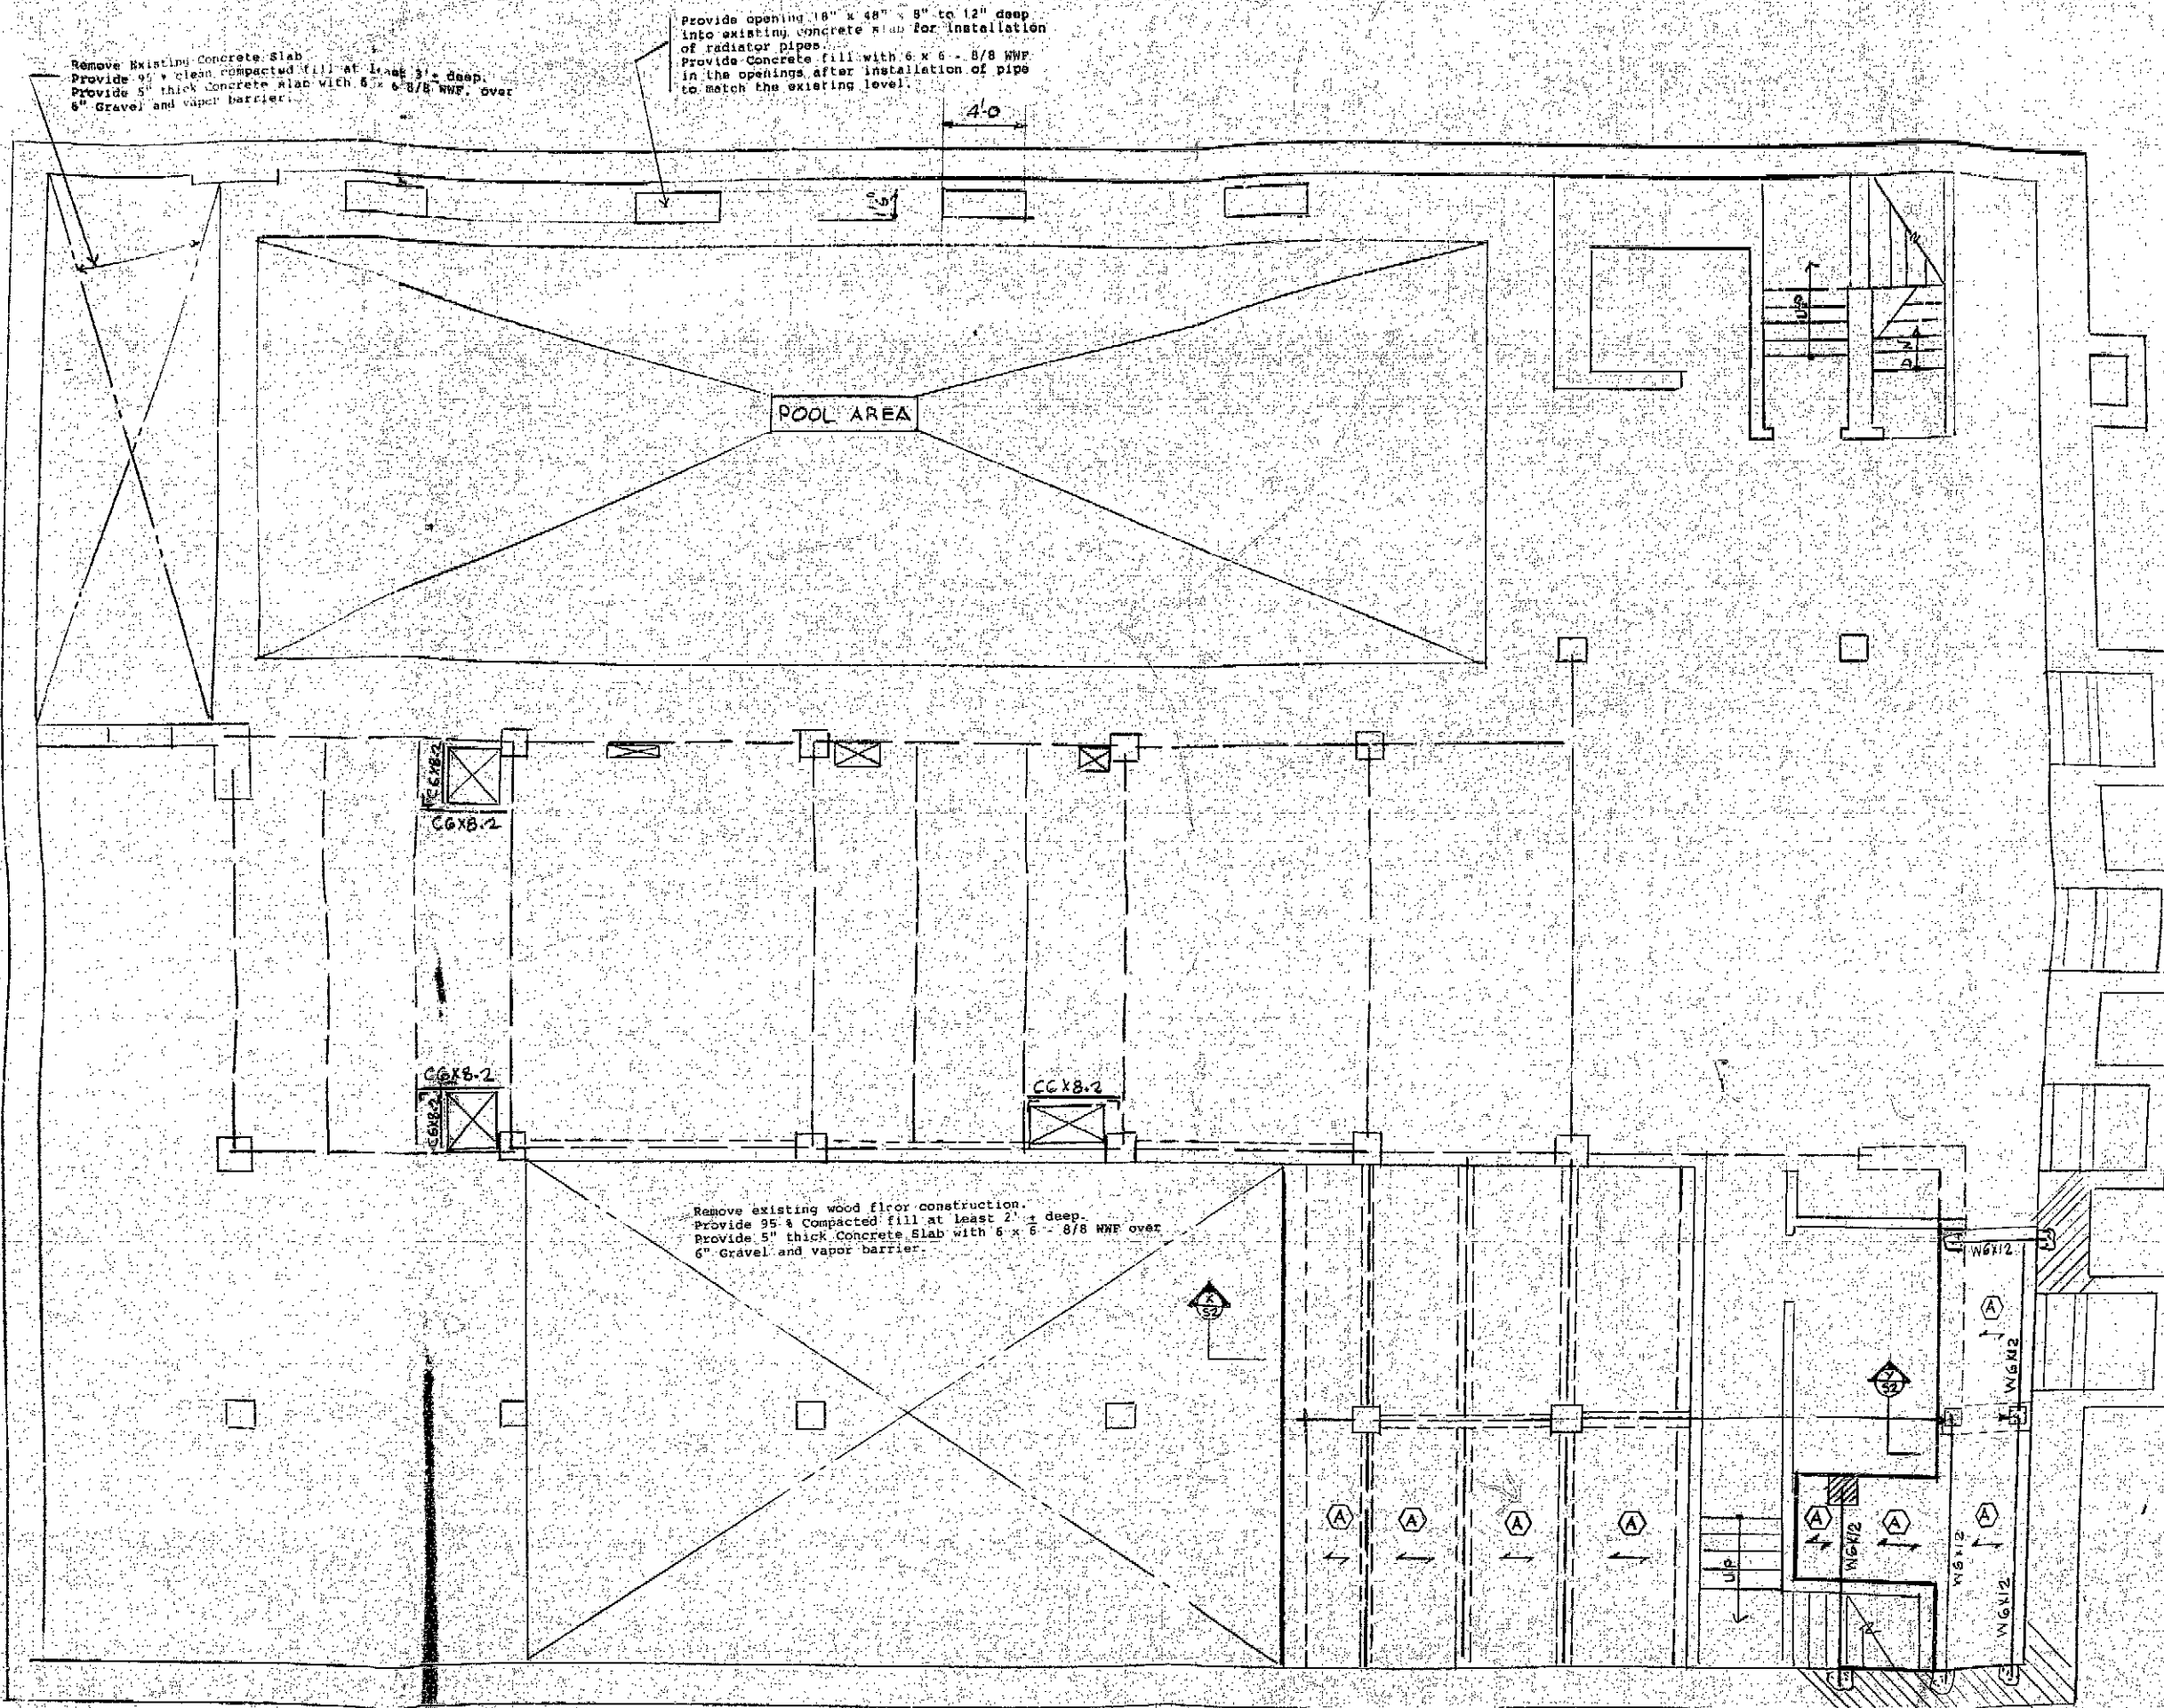 Provide opening 18" x 48" x 8" to 12" deep
into existing concrete slab for installation
of radiator pipes.
Provide Concrete fill with 6 x 6 - 8/8 WWF
in the openings after installation of pipe
to match the existing level.
Remove Existing Concrete Slab
Provide 95 % clean compacted fill at least 3'± deep.
Provide 5" thick Concrete slab with 6 x 6 8/8 WWF, over
6" Gravel and vapor barrier.
4'-0
1'6"
UP
DN
POOL AREA
C6X8.2
C6X8.2
C6X8.2
C6X8.2
C6X8.2
Remove existing wood floor construction.
Provide 95 % Compacted fill at least 2' ± deep.
Provide 5" thick Concrete Slab with 6 x 6 - 8/8 WWF over
6" Gravel and vapor barrier.
W6X12
X
S2
A
W6X12
Y
S2
A
A
A
A
A
A
A
UP
W6X12
W6X12
W6X12